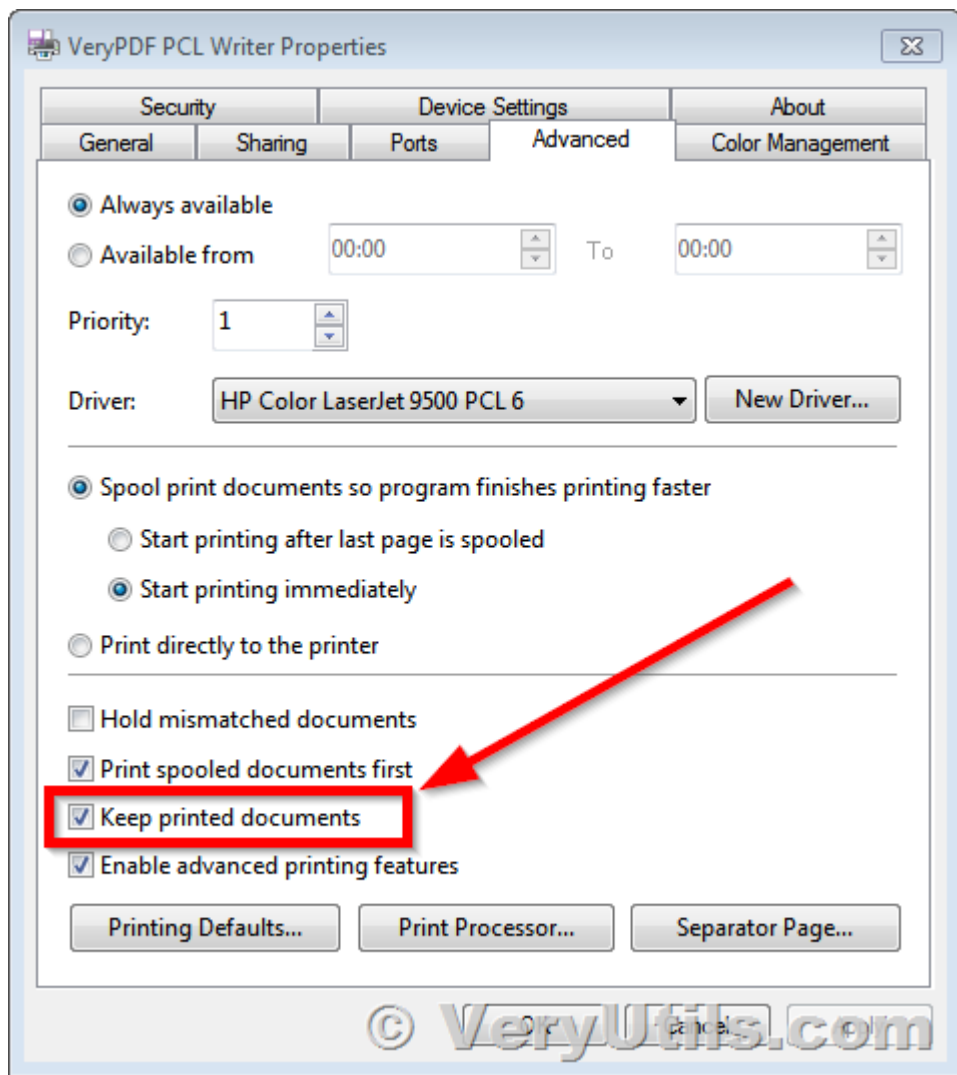 VeryPDF PCL Writer Properties
Security Device Settings About
General Sharing Ports Advanced Color Management
Always available
Available from 00:00 To 00:00
Priority: 1
Driver: HP Color LaserJet 9500 PCL 6 New Driver...
Spool print documents so program finishes printing faster
Start printing after last page is spooled
Start printing immediately
Print directly to the printer
Hold mismatched documents
Print spooled documents first
Keep printed documents
Enable advanced printing features
Printing Defaults... Print Processor... Separator Page...
OK Cancel Apply
© VeryUtils.com